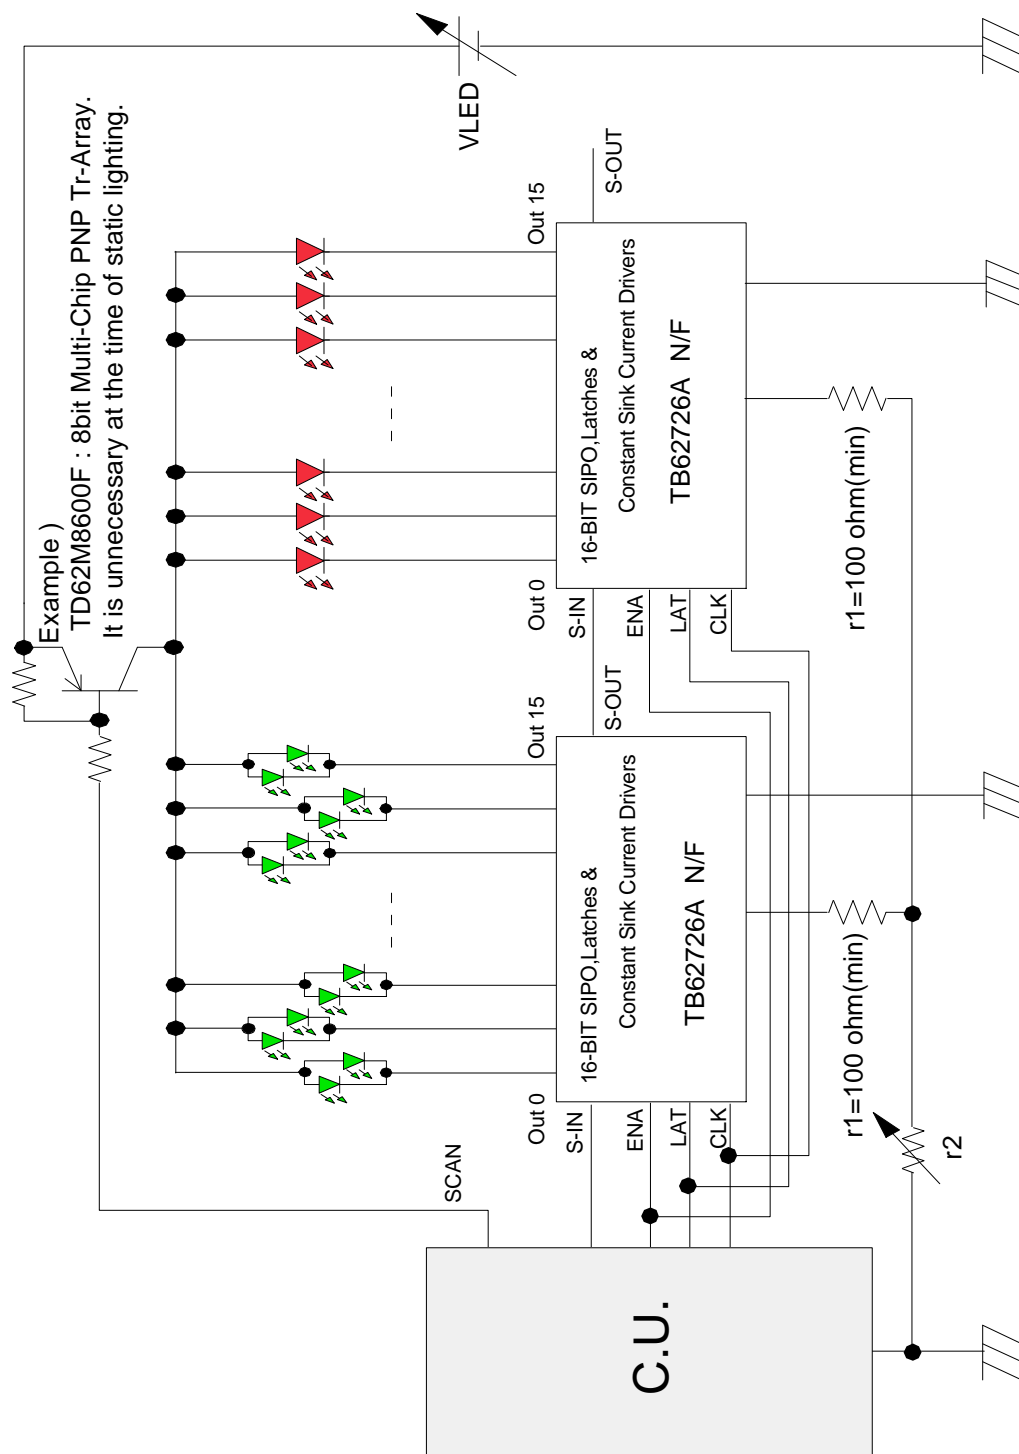 Example )
TD62M8600F : 8bit Multi-Chip PNP Tr-Array.
It is unnecessary at the time of static lighting.
VLED
SCAN
Out 0
Out 15
Out 0
Out 15
S-IN
ENA
LAT
CLK
16-BIT SIPO,Latches &
Constant Sink Current Drivers
TB62726A N/F
S-OUT
S-IN
ENA
LAT
CLK
16-BIT SIPO,Latches &
Constant Sink Current Drivers
TB62726A N/F
S-OUT
C.U.
r1=100 ohm(min)
r1=100 ohm(min)
r2